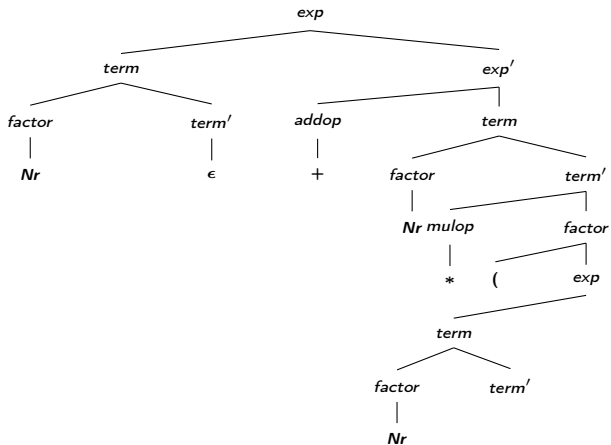 exp
term exp′
factor term′ addop term
Nr ϵ + factor term′
Nr mulop factor
* ( exp
term
factor term′
Nr